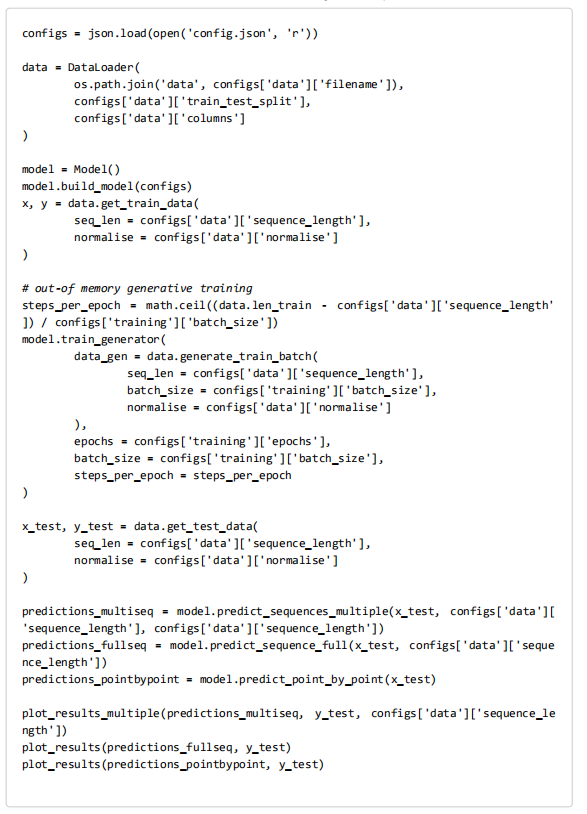 configs = json.load(open('config.json', 'r'))
data = DataLoader(
os.path.join('data', configs['data']['filename']),
configs['data']['train_test_split'],
configs['data']['columns']
)
model = Model()
model.build_model(configs)
x, y = data.get_train_data(
seq_len = configs['data']['sequence_length'],
normalise = configs['data']['normalise']
)
# out-of memory generative training
steps_per_epoch = math.ceil((data.len_train - configs['data']['sequence_length'
]) / configs['training']['batch_size'])
model.train_generator(
data_gen = data.generate_train_batch(
seq_len = configs['data']['sequence_length'],
batch_size = configs['training']['batch_size'],
normalise = configs['data']['normalise']
),
epochs = configs['training']['epochs'],
batch_size = configs['training']['batch_size'],
steps_per_epoch = steps_per_epoch
)
x_test, y_test = data.get_test_data(
seq_len = configs['data']['sequence_length'],
normalise = configs['data']['normalise']
)
predictions_multiseq = model.predict_sequences_multiple(x_test, configs['data'][
'sequence_length'], configs['data']['sequence_length'])
predictions_fullseq = model.predict_sequence_full(x_test, configs['data']['seque
nce_length'])
predictions_pointbypoint = model.predict_point_by_point(x_test)
plot_results_multiple(predictions_multiseq, y_test, configs['data']['sequence_le
ngth'])
plot_results(predictions_fullseq, y_test)
plot_results(predictions_pointbypoint, y_test)